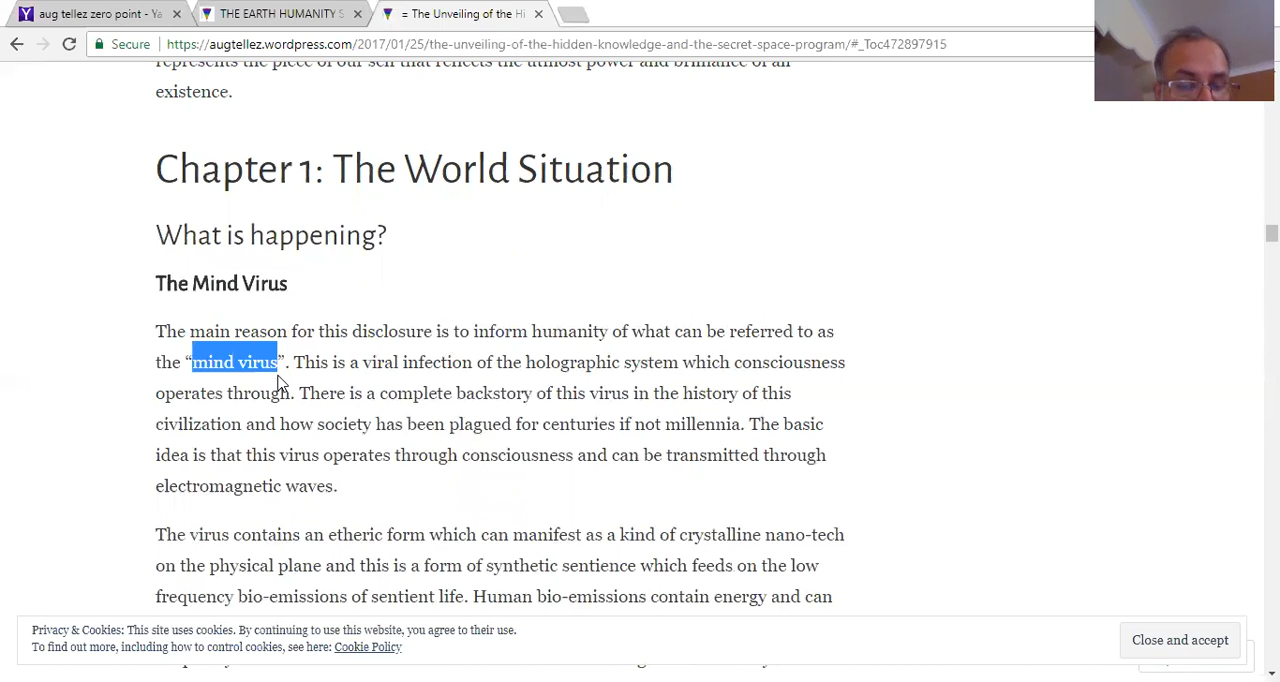 aug tellez zero point - Ya
THE EARTH HUMANITY S
= The Unveiling of the Hi
Secure
https://augtellez.wordpress.com/2017/01/25/the-unveiling-of-the-hidden-knowledge-and-the-secret-space-program/#_Toc472897915
represents the piece of our self that reflects the utmost power and brilliance of all
existence.
Chapter 1: The World Situation
What is happening?
The Mind Virus
The main reason for this disclosure is to inform humanity of what can be referred to as
the “mind virus”. This is a viral infection of the holographic system which consciousness
operates through. There is a complete backstory of this virus in the history of this
civilization and how society has been plagued for centuries if not millennia. The basic
idea is that this virus operates through consciousness and can be transmitted through
electromagnetic waves.
The virus contains an etheric form which can manifest as a kind of crystalline nano-tech
on the physical plane and this is a form of synthetic sentience which feeds on the low
frequency bio-emissions of sentient life. Human bio-emissions contain energy and can
Privacy & Cookies: This site uses cookies. By continuing to use this website, you agree to their use.
To find out more, including how to control cookies, see here: Cookie Policy
Close and accept